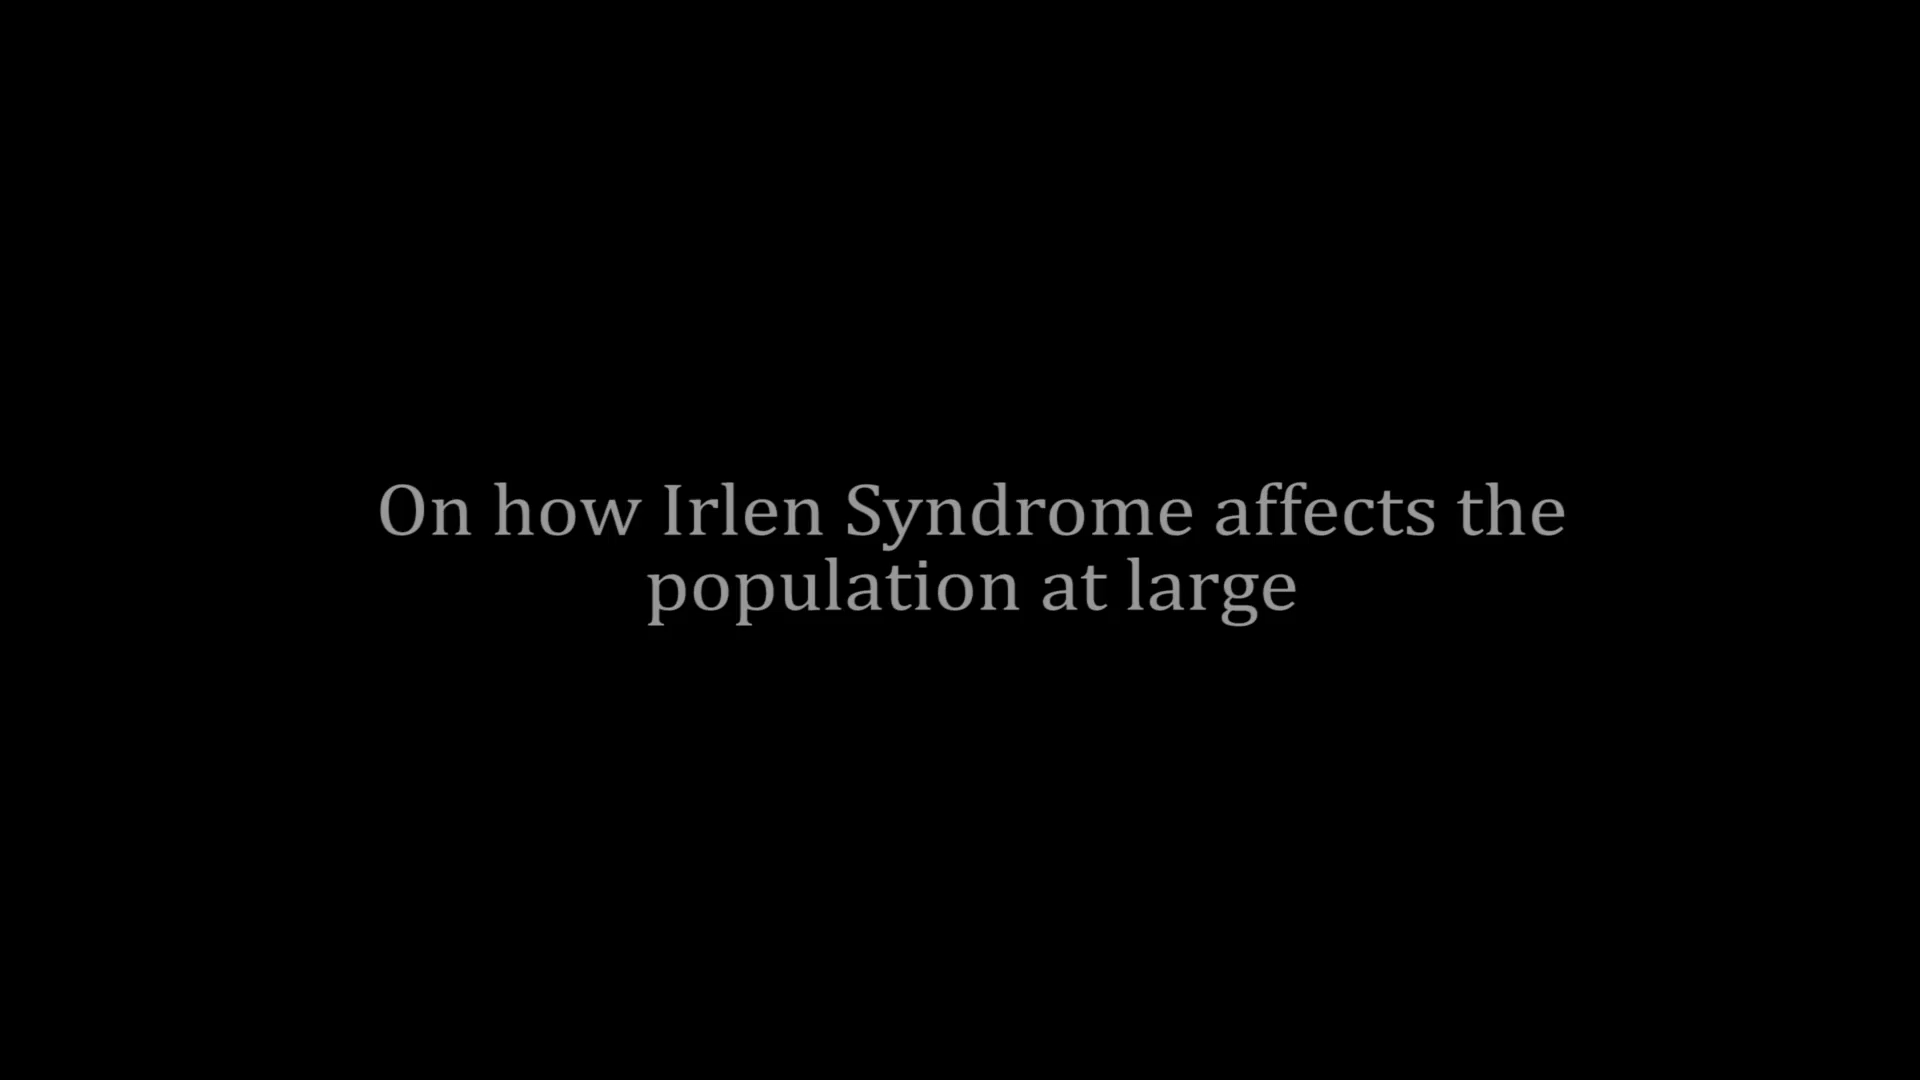 On how Irlen Syndrome affects the
population at large